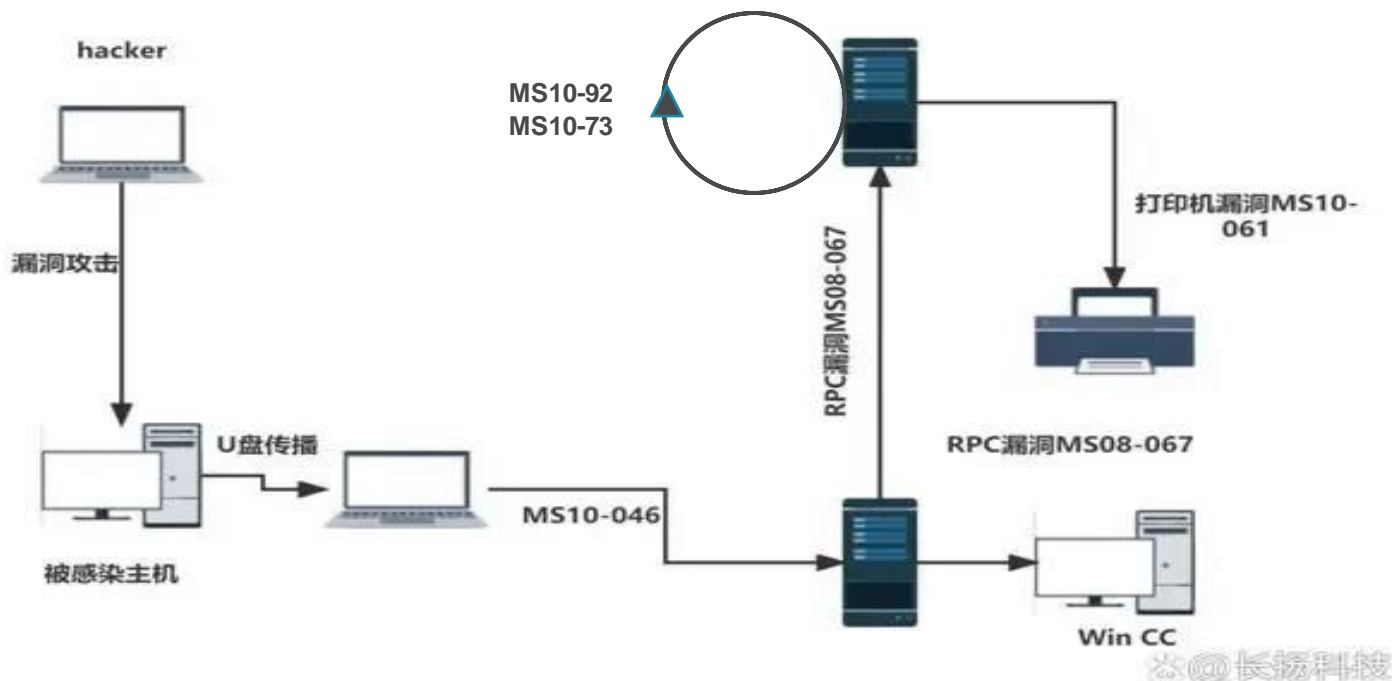 hacker
MS10-92
MS10-73
打印机漏洞MS10-
061
漏洞攻击
RPC漏洞MS08-067
U盘传播
RPC漏洞MS08-067
MS10-046
被感染主机
Win CC
@长扬科技